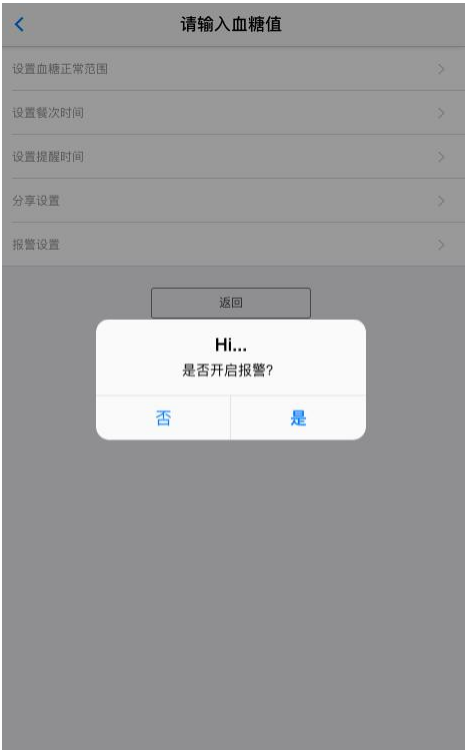 请输入血糖值
设置血糖正常范围
设置餐次时间
设置提醒时间
分享设置
报警设置
返回
Hi...
是否开启报警?
否
是